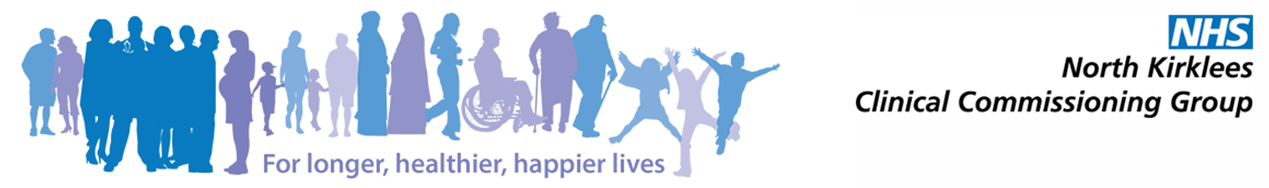 For longer, healthier, happier lives
NHS
North Kirklees
Clinical Commissioning Group